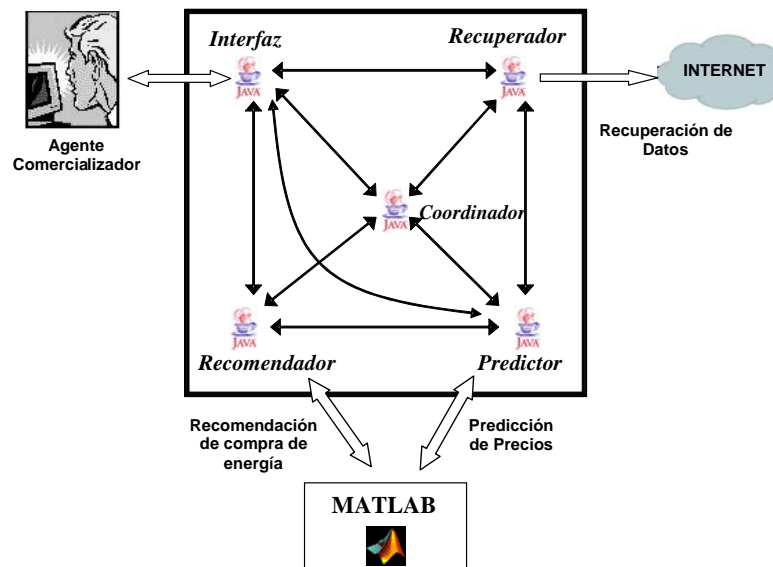 Interfaz
Recuperador
JAVA
JAVA
INTERNET
Agente
Comercializador
Recuperación de
Datos
Coordinador
JAVA
JAVA
JAVA
Recomendador
Predictor
Recomendación
de compra de
energía
Predicción
de Precios
MATLAB